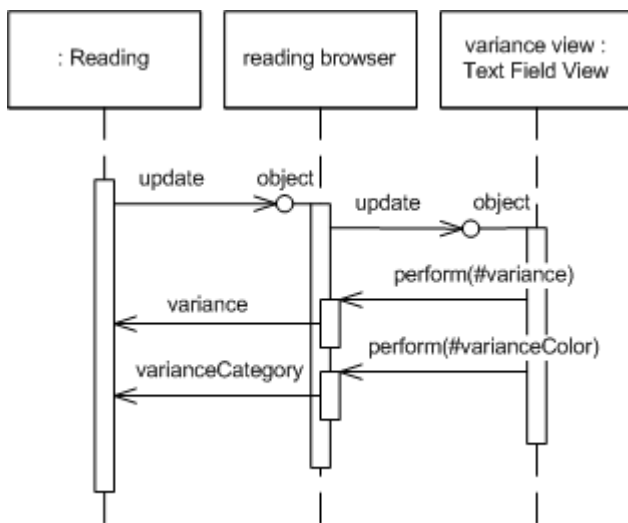 : Reading
reading browser
variance view :
Text Field View
update
object
update
object
perform(#variance)
variance
perform(#varianceColor)
varianceCategory